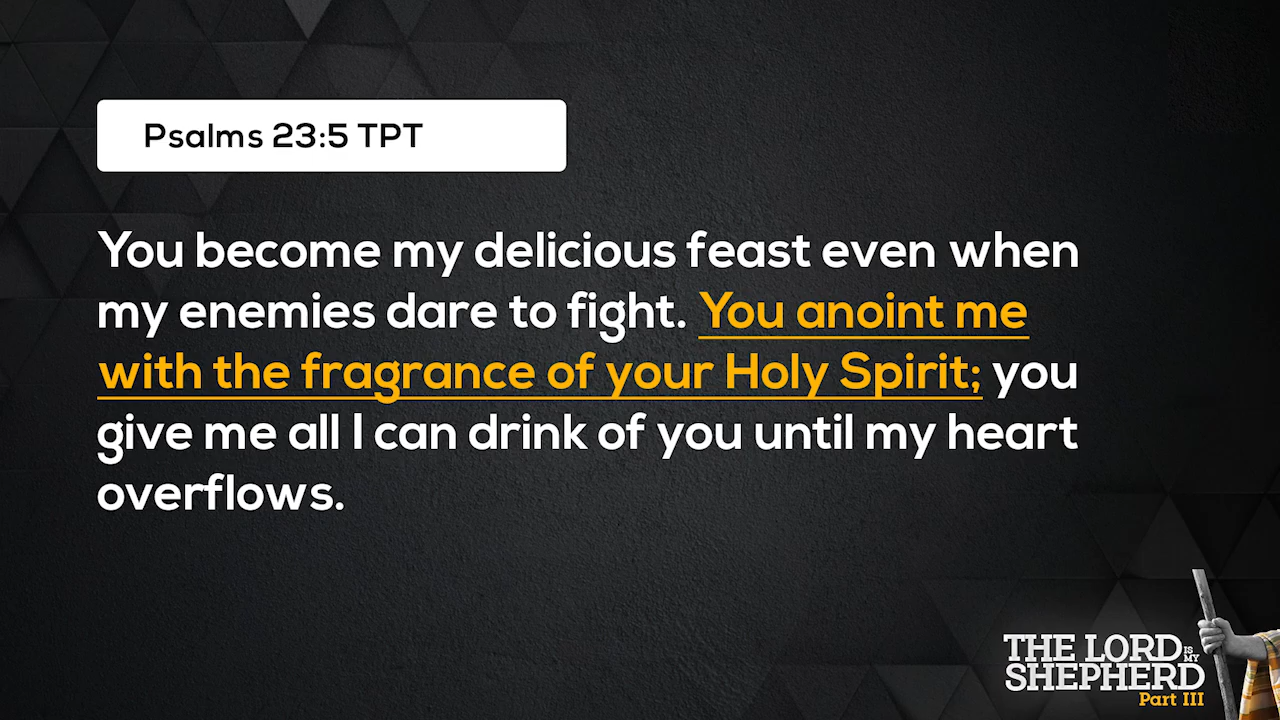 Psalms 23:5 TPT
You become my delicious feast even when
my enemies dare to fight. You anoint me
with the fragrance of your Holy Spirit; you
give me all I can drink of you until my heart
overflows.
THE LORD IS MY
SHEPHERD
Part III